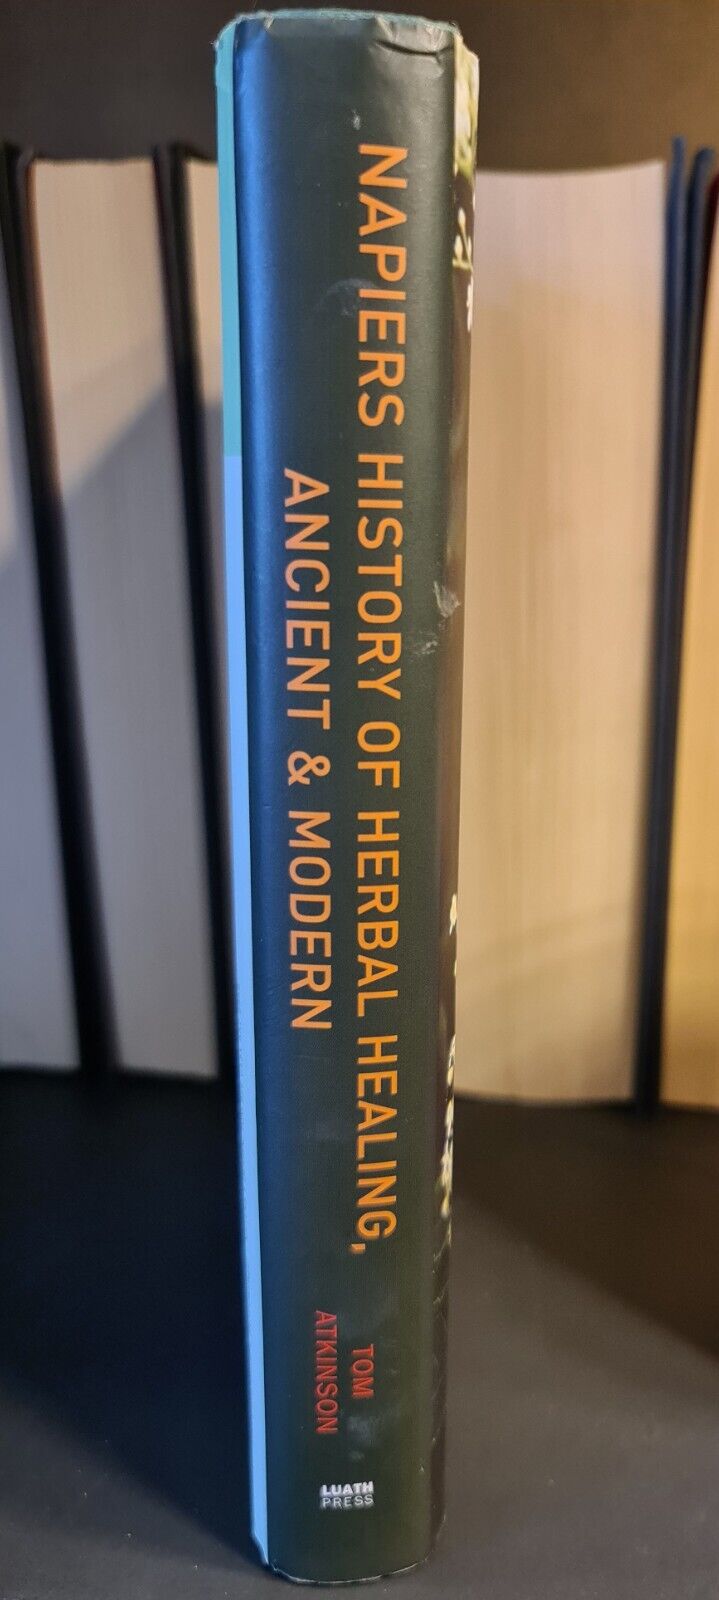 NAPIERS HISTORY OF HERBAL HEALING,
ANCIENT & MODERN
TOM
ATKINSON
LUATH
PRESS